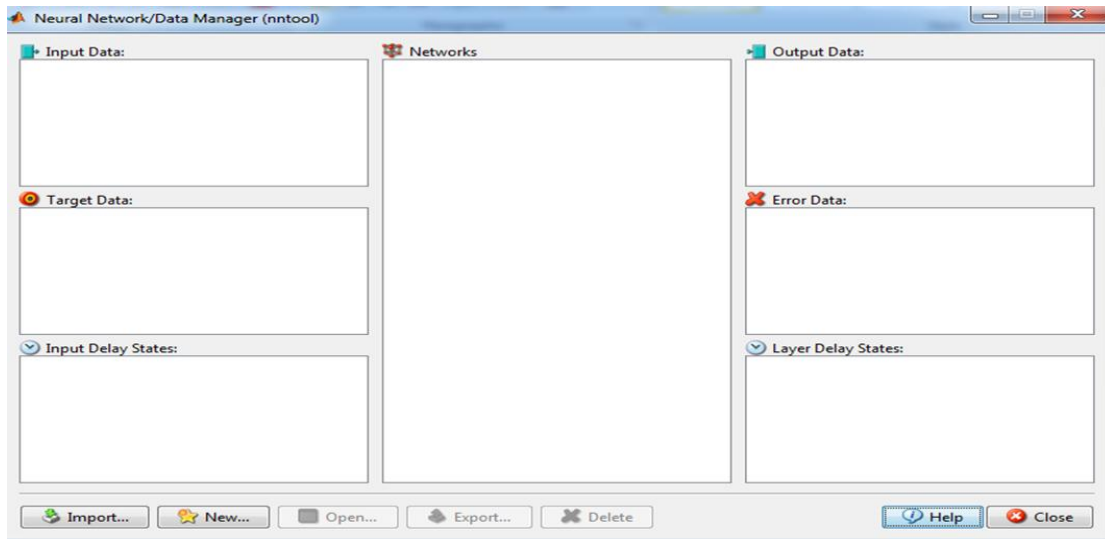 Neural Network/Data Manager (nntool)
Input Data:
Networks
Output Data:
Target Data:
Error Data:
Input Delay States:
Layer Delay States:
Import... New... Open... Export... Delete Help Close